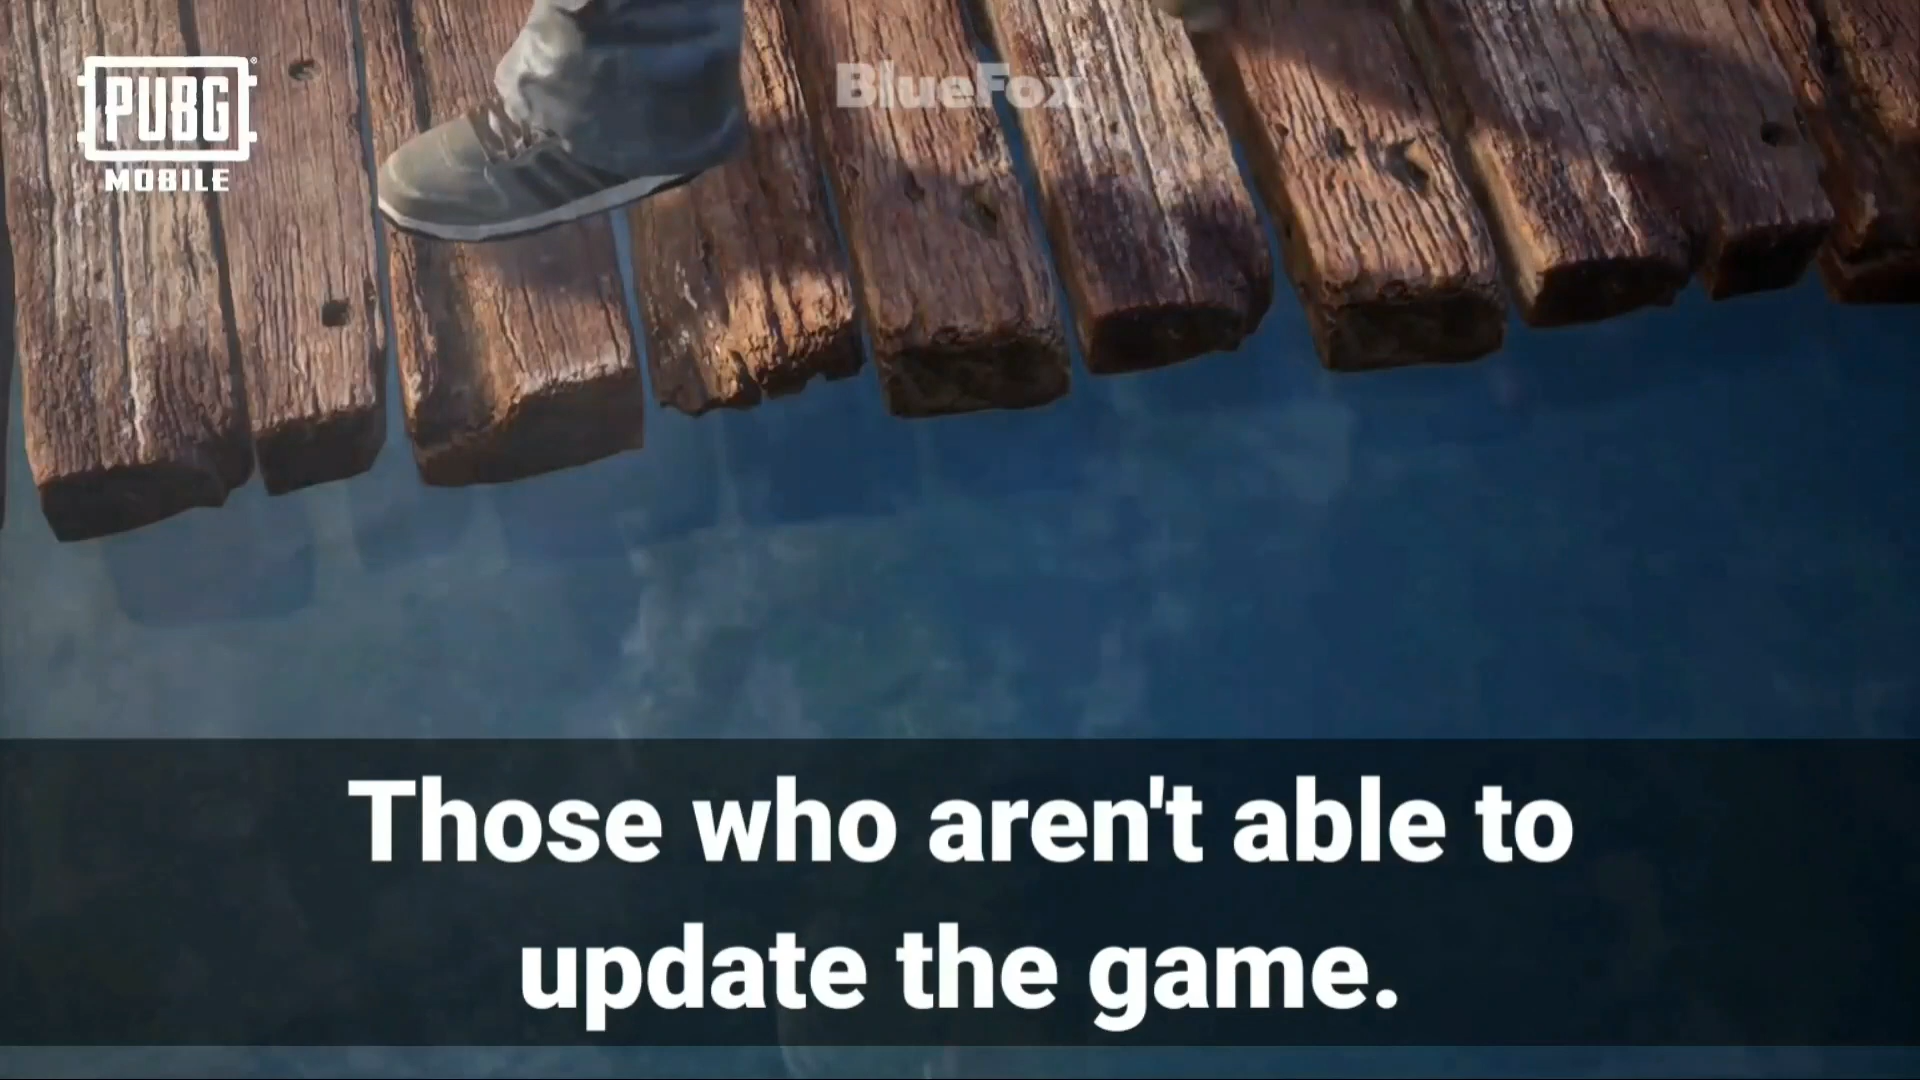 PUBG
MOBILE
BlueFox
Those who aren't able to
update the game.